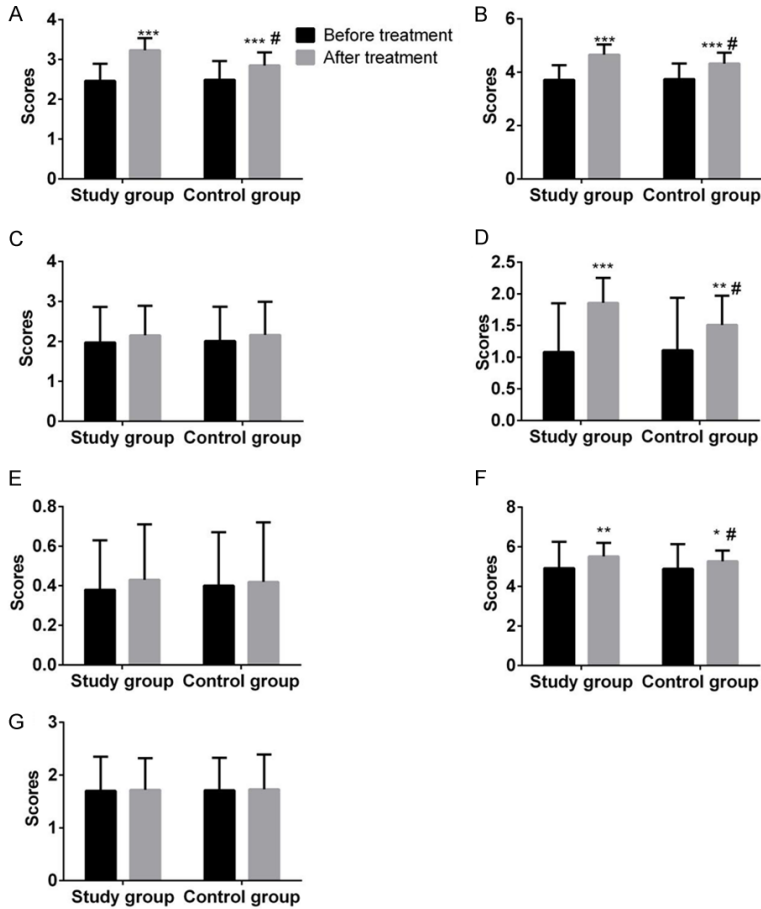 A
Scores
4
3
2
1
0
***
*** #
Study group Control group
Before treatment
After treatment
B
Scores
6
4
2
0
***
*** #
Study group Control group
C
Scores
4
3
2
1
0
Study group Control group
D
Scores
2.5
2.0
1.5
1.0
0.5
0.0
***
** #
Study group Control group
E
Scores
0.8
0.6
0.4
0.2
0.0
Study group Control group
F
Scores
8
6
4
2
0
**
* #
Study group Control group
G
Scores
3
2
1
0
Study group Control group